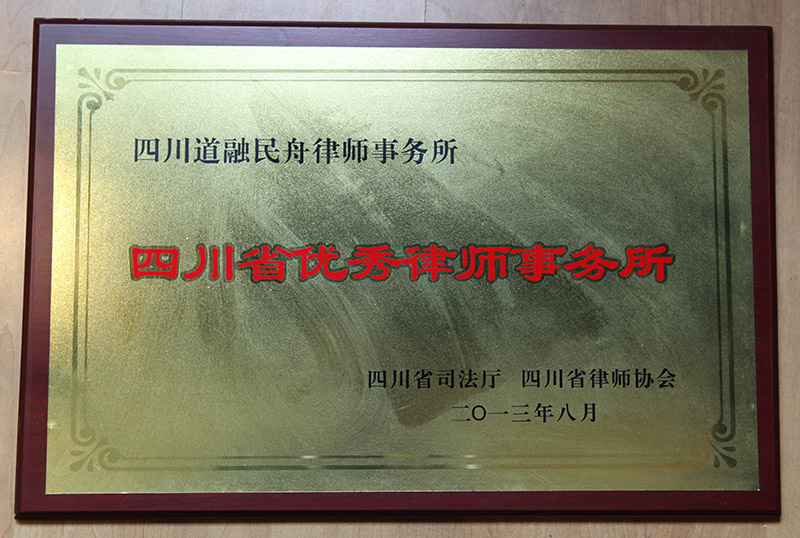 四川道融民舟律师事务所
四川省优秀律师事务所
四川省司法厅 四川省律师协会
二〇一三年八月